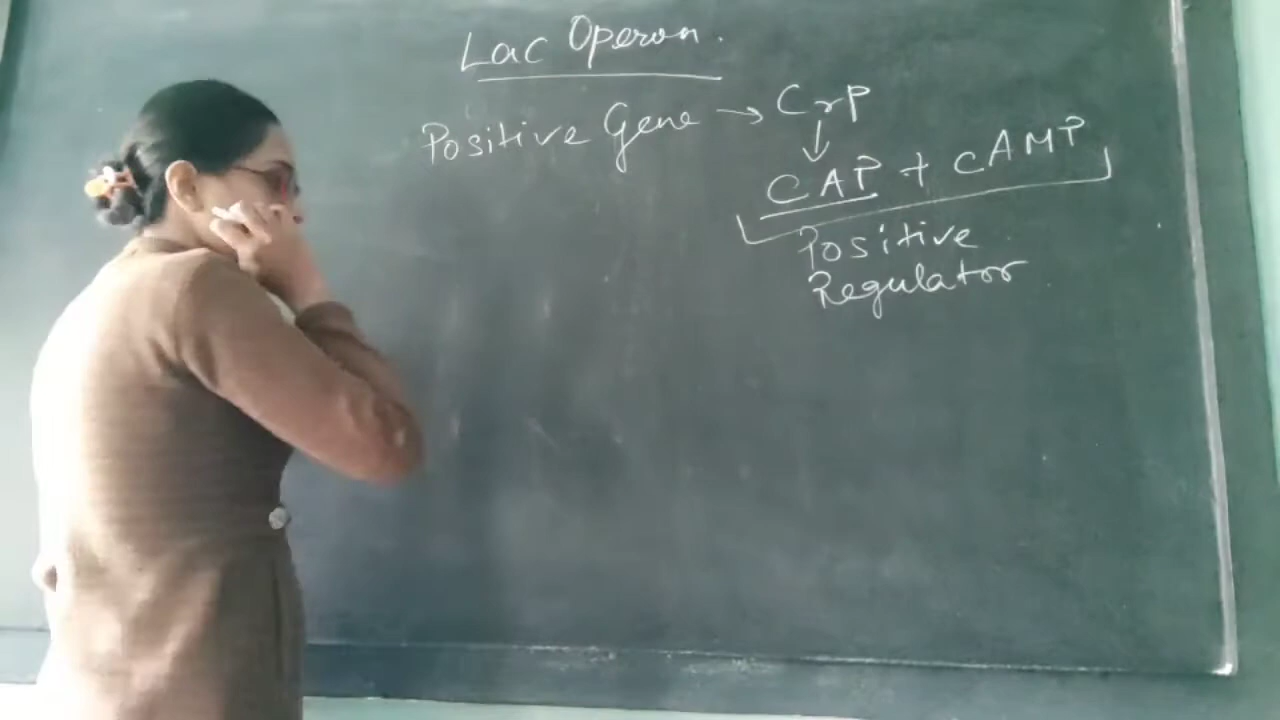 Lac Operon.
Positive Gene → CrP
↓
CAP + cAMP
Positive
Regulator